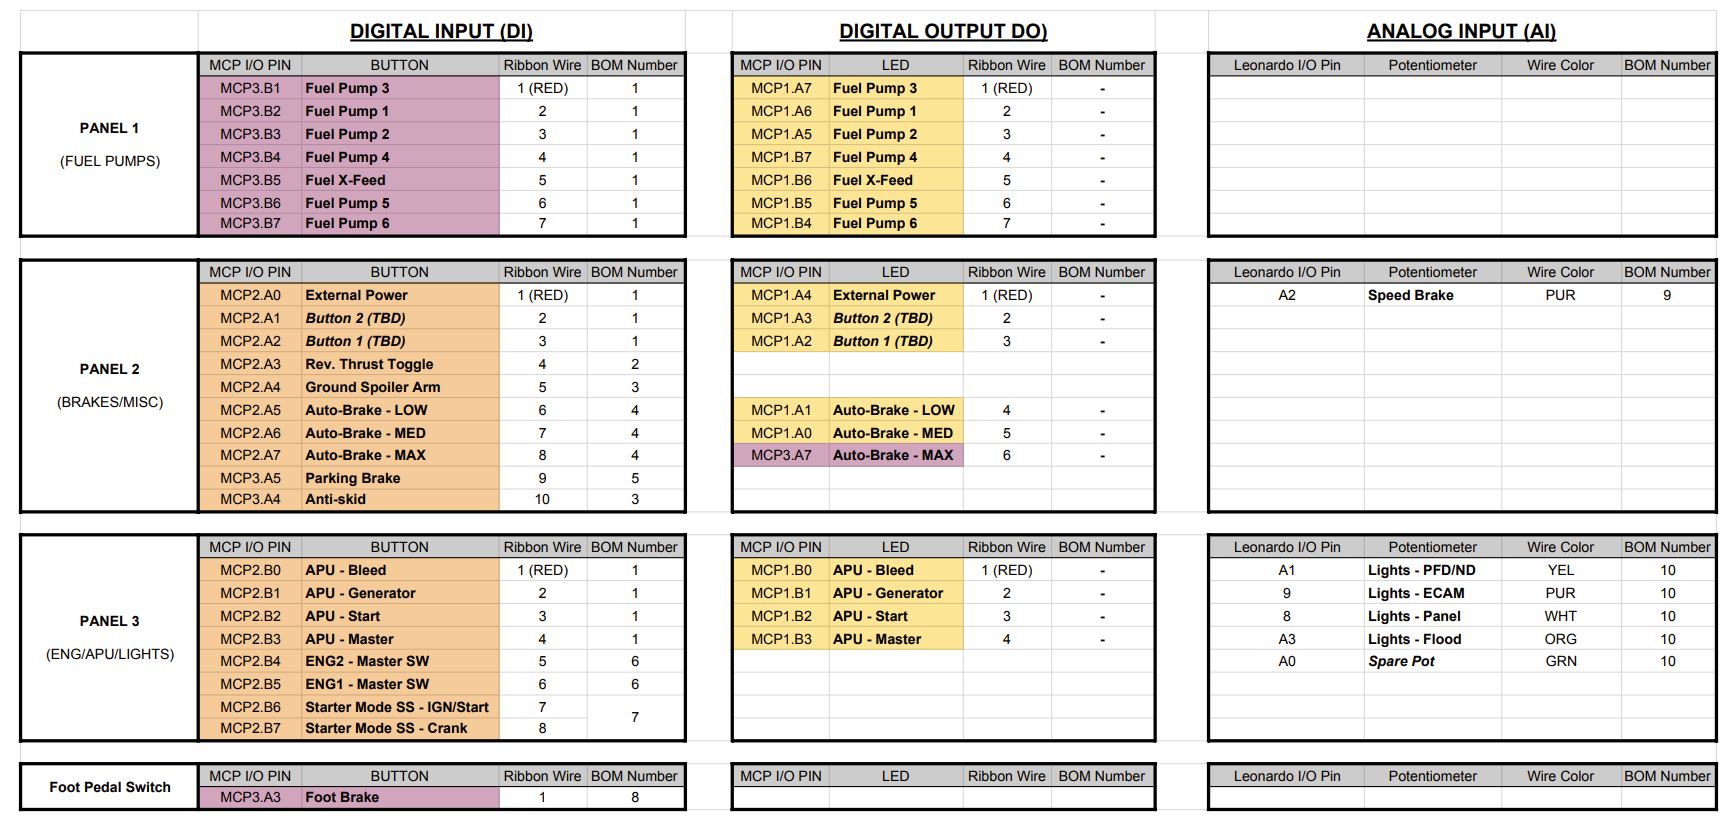 DIGITAL INPUT (DI) DIGITAL OUTPUT DO) ANALOG INPUT (AI)
MCP I/O PIN BUTTON Ribbon Wire BOM Number MCP I/O PIN LED Ribbon Wire BOM Number Leonardo I/O Pin Potentiometer Wire Color BOM Number
MCP3.B1 Fuel Pump 3 1 (RED) 1 MCP1.A7 Fuel Pump 3 1 (RED) -
MCP3.B2 Fuel Pump 1 2 1 MCP1.A6 Fuel Pump 1 2 -
PANEL 1 MCP3.B3 Fuel Pump 2 3 1 MCP1.A5 Fuel Pump 2 3 -
(FUEL PUMPS) MCP3.B4 Fuel Pump 4 4 1 MCP1.B7 Fuel Pump 4 4 -
MCP3.B5 Fuel X-Feed 5 1 MCP1.B6 Fuel X-Feed 5 -
MCP3.B6 Fuel Pump 5 6 1 MCP1.B5 Fuel Pump 5 6 -
MCP3.B7 Fuel Pump 6 7 1 MCP1.B4 Fuel Pump 6 7 -
MCP I/O PIN BUTTON Ribbon Wire BOM Number MCP I/O PIN LED Ribbon Wire BOM Number Leonardo I/O Pin Potentiometer Wire Color BOM Number
MCP2.A0 External Power 1 (RED) 1 MCP1.A4 External Power 1 (RED) - A2 Speed Brake PUR 9
MCP2.A1 Button 2 (TBD) 2 1 MCP1.A3 Button 2 (TBD) 2 -
MCP2.A2 Button 1 (TBD) 3 1 MCP1.A2 Button 1 (TBD) 3 -
PANEL 2 MCP2.A3 Rev. Thrust Toggle 4 2
MCP2.A4 Ground Spoiler Arm 5 3
(BRAKES/MISC) MCP2.A5 Auto-Brake - LOW 6 4 MCP1.A1 Auto-Brake - LOW 4 -
MCP2.A6 Auto-Brake - MED 7 4 MCP1.A0 Auto-Brake - MED 5 -
MCP2.A7 Auto-Brake - MAX 8 4 MCP3.A7 Auto-Brake - MAX 6 -
MCP3.A5 Parking Brake 9 5
MCP3.A4 Anti-skid 10 3
MCP I/O PIN BUTTON Ribbon Wire BOM Number MCP I/O PIN LED Ribbon Wire BOM Number Leonardo I/O Pin Potentiometer Wire Color BOM Number
MCP2.B0 APU - Bleed 1 (RED) 1 MCP1.B0 APU - Bleed 1 (RED) - A1 Lights - PFD/ND YEL 10
MCP2.B1 APU - Generator 2 1 MCP1.B1 APU - Generator 2 - 9 Lights - ECAM PUR 10
PANEL 3 MCP2.B2 APU - Start 3 1 MCP1.B2 APU - Start 3 - 8 Lights - Panel WHT 10
MCP2.B3 APU - Master 4 1 MCP1.B3 APU - Master 4 - A3 Lights - Flood ORG 10
(ENG/APU/LIGHTS) MCP2.B4 ENG2 - Master SW 5 6 A0 Spare Pot GRN 10
MCP2.B5 ENG1 - Master SW 6 6
MCP2.B6 Starter Mode SS - IGN/Start 7 7
MCP2.B7 Starter Mode SS - Crank 8
Foot Pedal Switch MCP I/O PIN BUTTON Ribbon Wire BOM Number MCP I/O PIN LED Ribbon Wire BOM Number Leonardo I/O Pin Potentiometer Wire Color BOM Number
MCP3.A3 Foot Brake 1 8